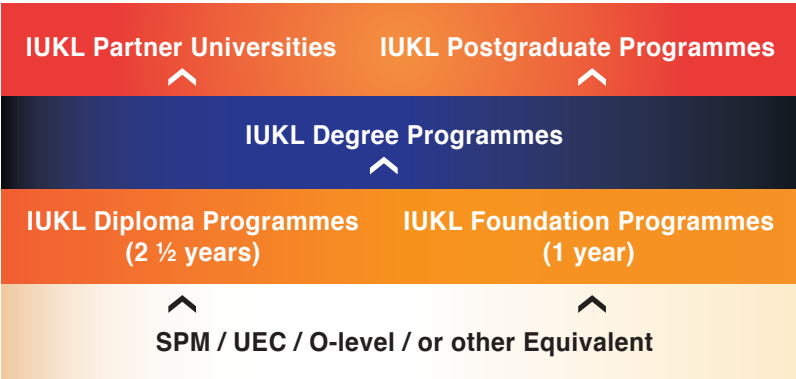 IUKL Partner Universities
IUKL Postgraduate Programmes
IUKL Degree Programmes
IUKL Diploma Programmes
(2 ½ years)
IUKL Foundation Programmes
(1 year)
SPM / UEC / O-level / or other Equivalent